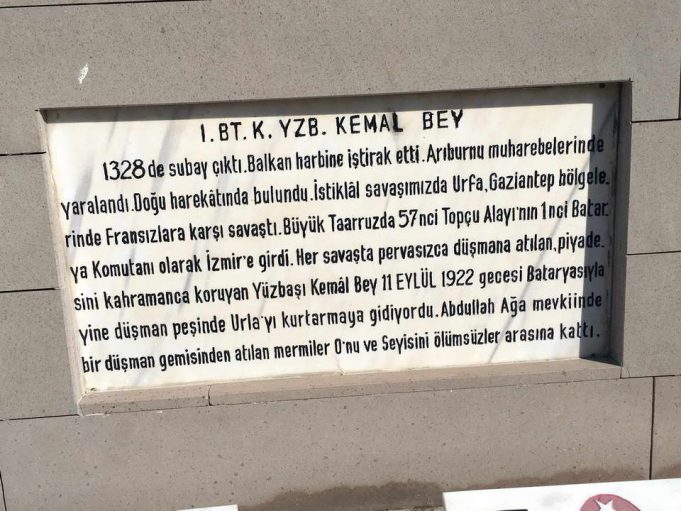 1. BT. K. YZB. KEMAL BEY
1328 de subay çıktı. Balkan harbine iştirak etti. Arıburnu muharebelerinde
yaralandı. Doğu harekâtında bulundu. İstiklâl savaşımızda Urfa, Gaziantep bölgele-
rinde Fransızlara karşı savaştı. Büyük Taarruzda 57nci Topçu Alayı'nın 1nci Batar-
ya Komutanı olarak İzmir'e girdi. Her savaşta pervasızca düşmana atılan, piyade-
sini kahramanca koruyan Yüzbaşı Kemâl Bey 11 EYLÜL 1922 gecesi Bataryasıyla
yine düşman peşinde Urla'yı kurtarmaya gidiyordu. Abdullah Ağa mevkiinde
bir düşman gemisinden atılan mermiler O'nu ve Seyisini ölümsüzler arasına kattı.